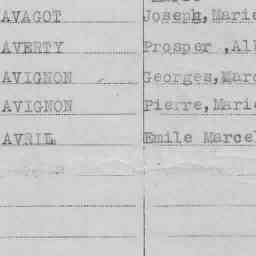 AVAGOT Joseph, Marie
AVERTY Prosper ,Al
AVIGNON Georges, Marc
AVIGNON Pierre, Marie
AVRIL Emile Marcel